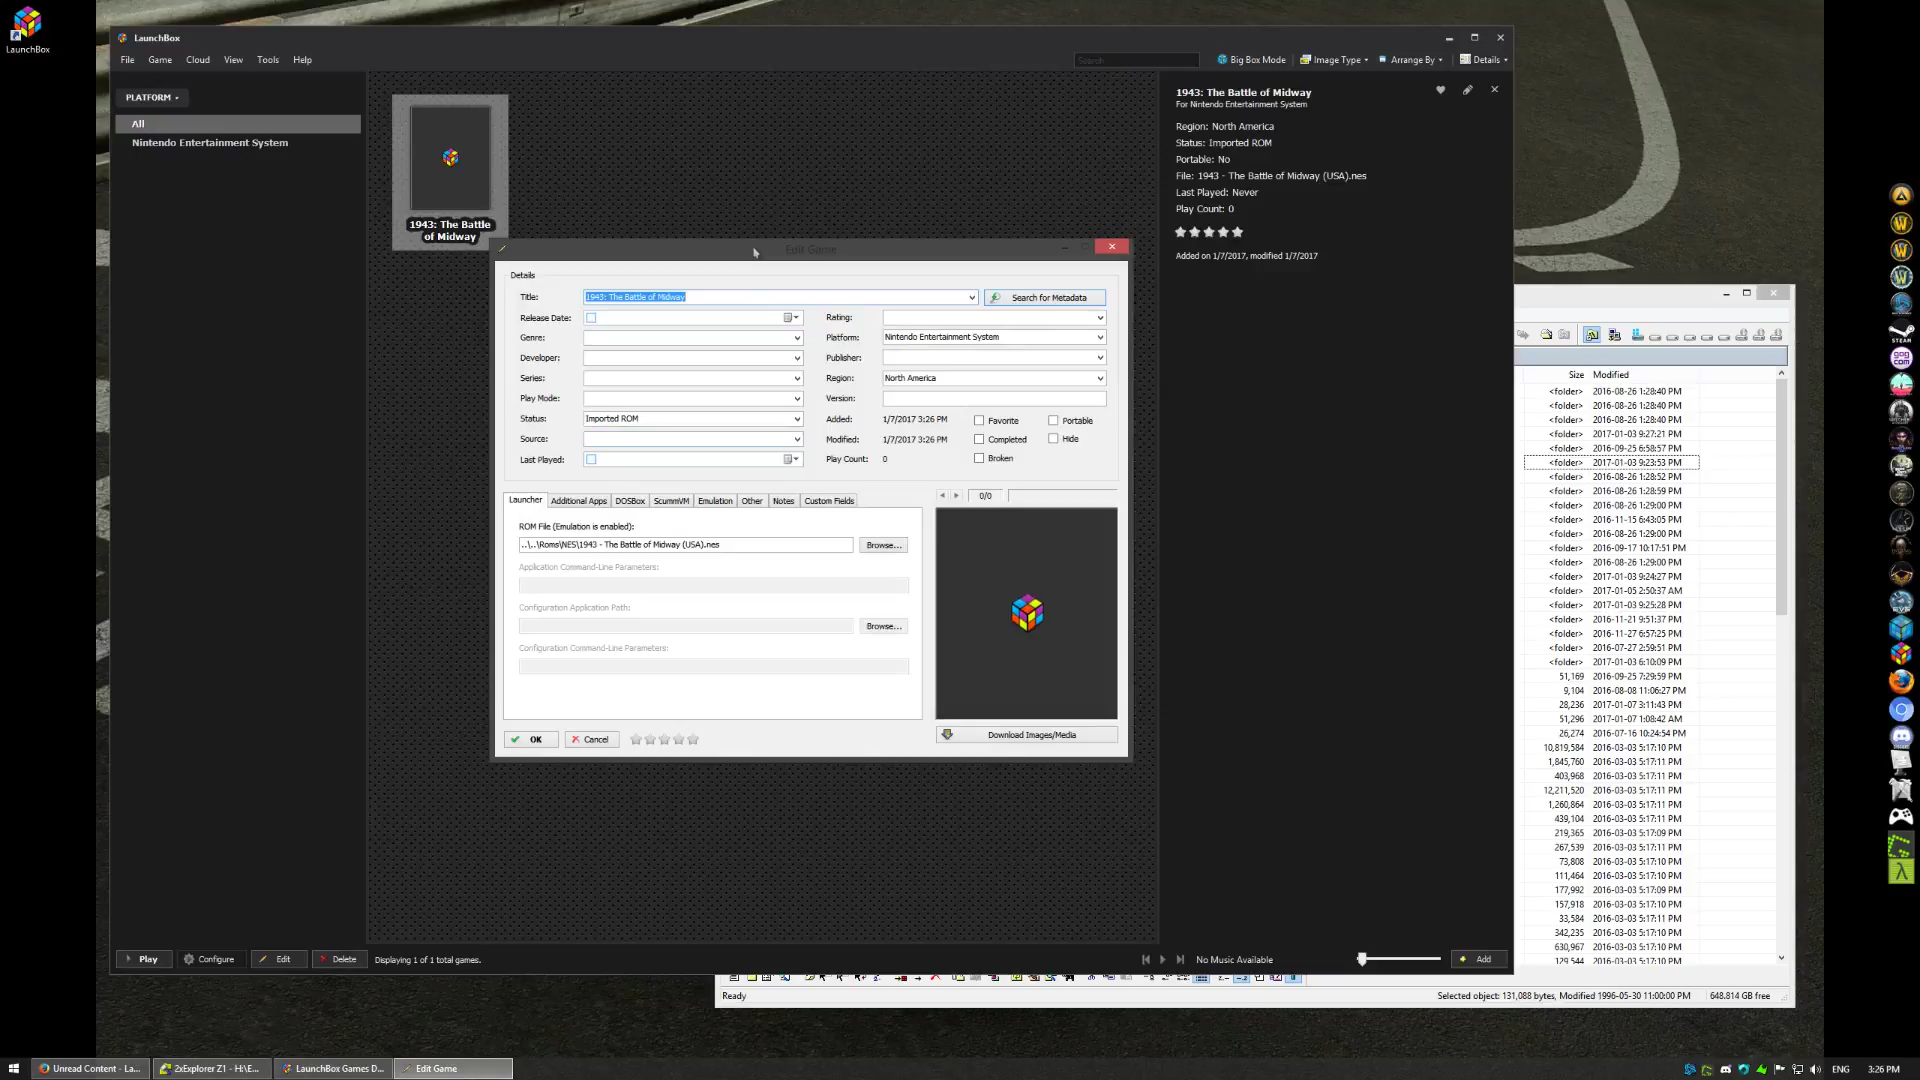 LaunchBox
LaunchBox
File Game Cloud View Tools Help
Search
Big Box Mode Image Type Arrange By Details
PLATFORM
All
Nintendo Entertainment System
1943: The Battle
of Midway
1943: The Battle of Midway
For Nintendo Entertainment System
Region: North America
Status: Imported ROM
Portable: No
File: 1943 - The Battle of Midway (USA).nes
Last Played: Never
Play Count: 0
Added on 1/7/2017, modified 1/7/2017
Edit Game
Details
Title: 1943: The Battle of Midway Search for Metadata
Release Date: Rating:
Genre: Platform: Nintendo Entertainment System
Developer: Publisher:
Series: Region: North America
Play Mode: Version:
Status: Imported ROM Added: 1/7/2017 3:26 PM Favorite Portable
Source: Modified: 1/7/2017 3:26 PM Completed Hide
Last Played: Play Count: 0 Broken
Launcher Additional Apps DOSBox ScummVM Emulation Other Notes Custom Fields 0/0
ROM File (Emulation is enabled):
..\..\Roms\NES\1943 - The Battle of Midway (USA).nes Browse...
Application Command-Line Parameters:
Configuration Application Path:
Browse...
Configuration Command-Line Parameters:
OK Cancel Download Images/Media
Size Modified
<folder> 2016-08-26 1:28:40 PM
<folder> 2016-08-26 1:28:40 PM
<folder> 2016-08-26 1:28:40 PM
<folder> 2017-01-03 9:27:21 PM
<folder> 2016-09-25 6:58:57 PM
<folder> 2017-01-03 9:23:53 PM
<folder> 2016-08-26 1:28:52 PM
<folder> 2016-08-26 1:28:59 PM
<folder> 2016-08-26 1:29:00 PM
<folder> 2016-11-15 6:43:05 PM
<folder> 2016-08-26 1:29:00 PM
<folder> 2016-09-17 10:17:51 PM
<folder> 2016-08-26 1:29:00 PM
<folder> 2017-01-03 9:24:27 PM
<folder> 2017-01-05 2:50:37 AM
<folder> 2017-01-03 9:25:28 PM
<folder> 2016-11-21 9:51:37 PM
<folder> 2016-11-27 6:57:25 PM
<folder> 2016-07-27 2:59:51 PM
<folder> 2017-01-03 6:10:09 PM
51,169 2016-09-25 7:29:59 PM
9,104 2016-08-08 11:06:27 PM
28,236 2017-01-07 3:11:43 PM
51,296 2017-01-07 1:08:42 AM
26,274 2016-07-16 10:24:54 PM
10,819,584 2016-03-03 5:17:10 PM
1,845,760 2016-03-03 5:17:11 PM
403,968 2016-03-03 5:17:11 PM
12,211,520 2016-03-03 5:17:11 PM
1,260,864 2016-03-03 5:17:11 PM
439,104 2016-03-03 5:17:11 PM
219,365 2016-03-03 5:17:09 PM
267,539 2016-03-03 5:17:11 PM
73,808 2016-03-03 5:17:10 PM
111,464 2016-03-03 5:17:10 PM
177,992 2016-03-03 5:17:09 PM
157,918 2016-03-03 5:17:10 PM
33,584 2016-03-03 5:17:11 PM
342,235 2016-03-03 5:17:10 PM
630,967 2016-03-03 5:17:10 PM
129,544 2016-03-03 5:17:10 PM
Play Configure Edit Delete Displaying 1 of 1 total games. No Music Available Add
Ready Selected object: 131,088 bytes, Modified 1996-05-30 11:00:00 PM 648.814 GB free
STEAM
GOG
COM
EVE
Unread Content - La... 2xExplorer Z1 - H:\E... LaunchBox Games D... Edit Game ENG 3:26 PM